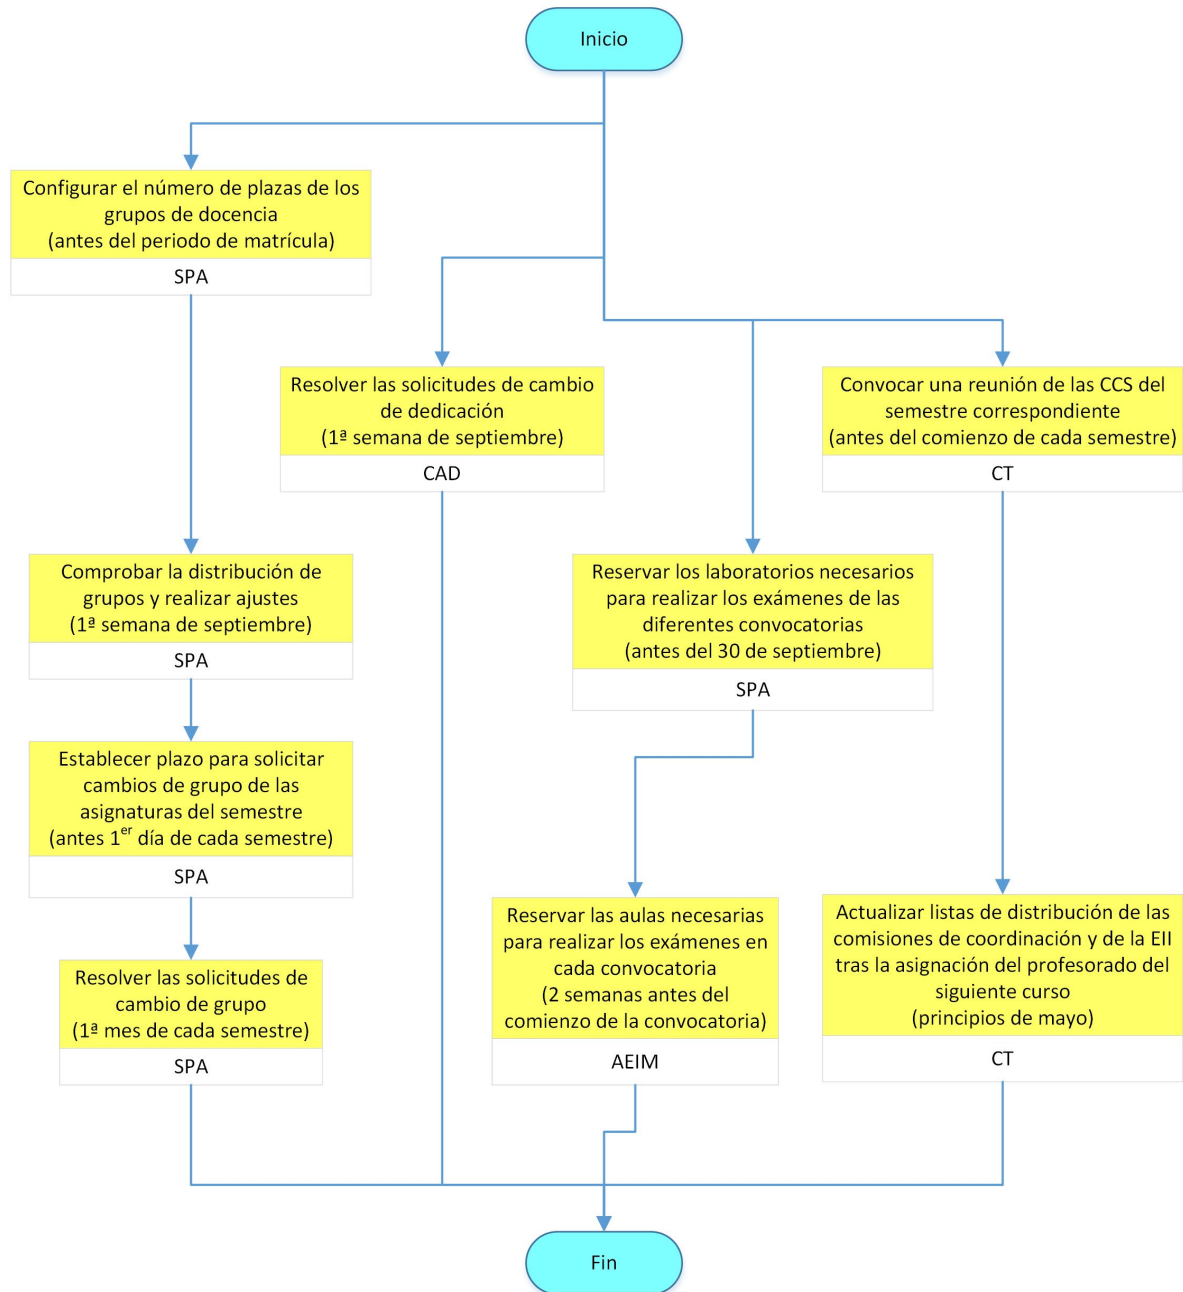 Inicio
Configurar el número de plazas de los
grupos de docencia
(antes del periodo de matrícula)
SPA
Resolver las solicitudes de cambio
de dedicación
(1ª semana de septiembre)
CAD
Convocar una reunión de las CCS del
semestre correspondiente
(antes del comienzo de cada semestre)
CT
Comprobar la distribución de
grupos y realizar ajustes
(1ª semana de septiembre)
SPA
Reservar los laboratorios necesarios
para realizar los exámenes de las
diferentes convocatorias
(antes del 30 de septiembre)
SPA
Establecer plazo para solicitar
cambios de grupo de las
asignaturas del semestre
(antes 1er día de cada semestre)
SPA
Reservar las aulas necesarias
para realizar los exámenes en
cada convocatoria
(2 semanas antes del
comienzo de la convocatoria)
AEIM
Actualizar listas de distribución de las
comisiones de coordinación y de la EII
tras la asignación del profesorado del
siguiente curso
(principios de mayo)
CT
Resolver las solicitudes de
cambio de grupo
(1ª mes de cada semestre)
SPA
Fin